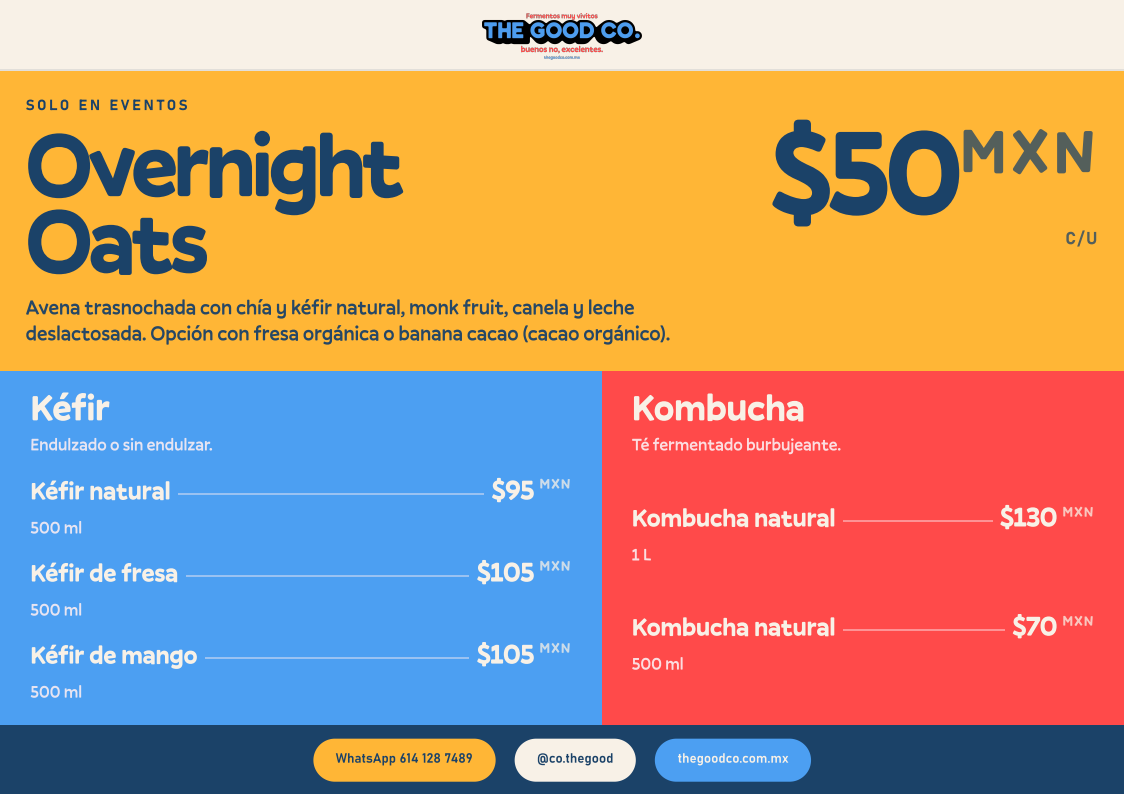 Fermentos muy vivitos
THE GOOD CO.
buenos no, excelentes.
thegoodco.com.mx
SOLO EN EVENTOS
Overnight
Oats
$50 MXN
C/U
Avena trasnochada con chía y kéfir natural, monk fruit, canela y leche
deslactosada. Opción con fresa orgánica o banana cacao (cacao orgánico).
Kéfir
Endulzado o sin endulzar.
Kéfir natural $95 MXN
500 ml
Kéfir de fresa $105 MXN
500 ml
Kéfir de mango $105 MXN
500 ml
Kombucha
Té fermentado burbujeante.
Kombucha natural $130 MXN
1 L
Kombucha natural $70 MXN
500 ml
WhatsApp 614 128 7489
@co.thegood
thegoodco.com.mx